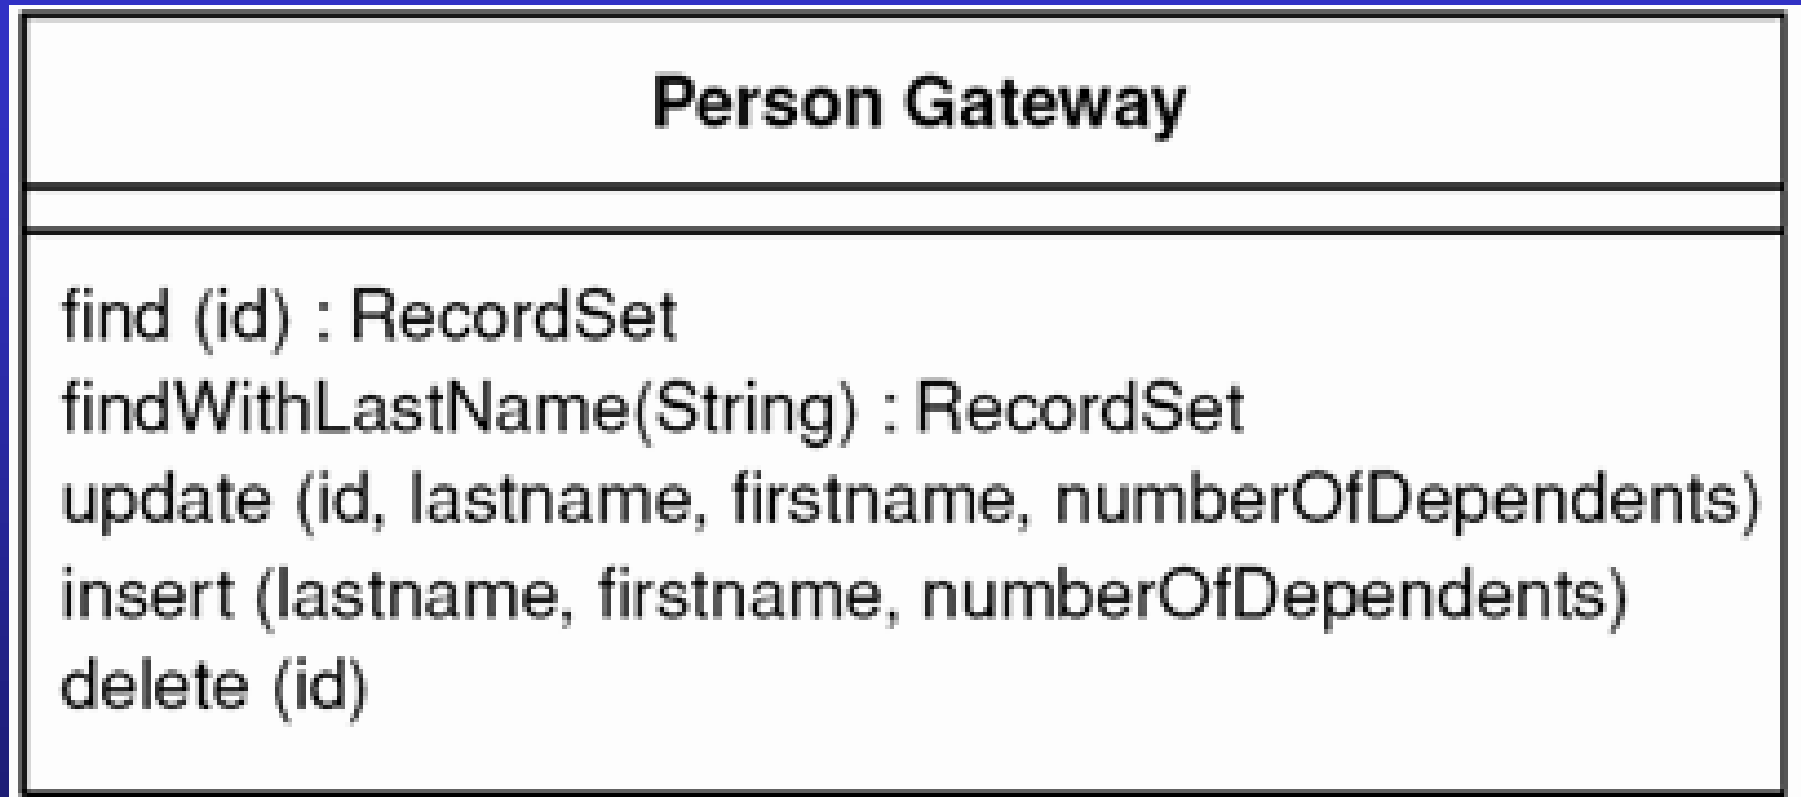 Person Gateway
find (id) : RecordSet
findWithLastName(String) : RecordSet
update (id, lastname, firstname, numberOfDependents)
insert (lastname, firstname, numberOfDependents)
delete (id)